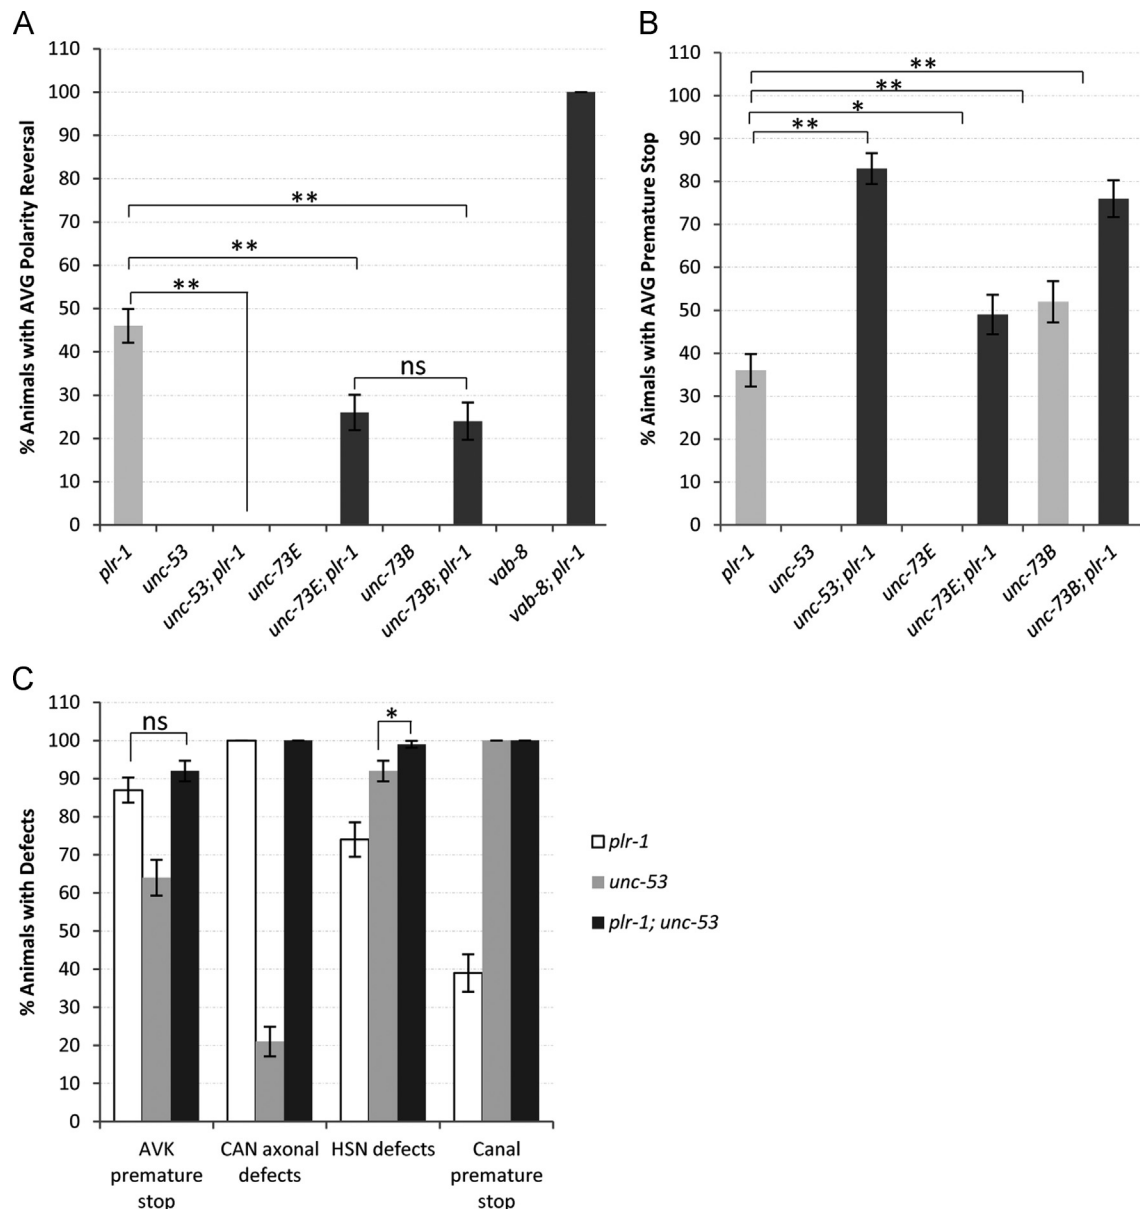 A
% Animals with AVG Polarity Reversal
110
100
90
80
70
60
50
40
30
20
10
0
**
**
**
ns
plr-1
unc-53
unc-53; plr-1
unc-73E
unc-73E; plr-1
unc-73B
unc-73B; plr-1
vab-8
vab-8; plr-1
B
% Aimals with AVG Premature Stop
110
100
90
80
70
60
50
40
30
20
10
0
**
**
*
**
plr-1
unc-53
unc-53; plr-1
unc-73E
unc-73E; plr-1
unc-73B
unc-73B; plr-1
C
% Animals with Defects
110
100
90
80
70
60
50
40
30
20
10
0
ns
*
AVK
premature
stop
CAN axonal
defects
HSN defects
Canal
premature
stop
plr-1
unc-53
plr-1; unc-53